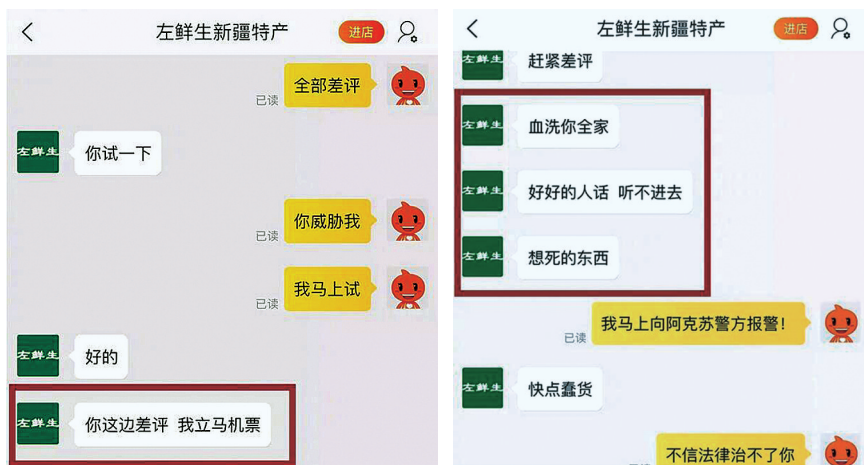 左鲜生新疆特产
进店
全部差评
已读
左鲜生
你试一下
你威胁我
已读
我马上试
已读
左鲜生
好的
左鲜生
你这边差评 我立马机票
左鲜生新疆特产
进店
左鲜生
赶紧差评
左鲜生
血洗你全家
左鲜生
好好的人话 听不进去
左鲜生
想死的东西
我马上向阿克苏警方报警！
已读
左鲜生
快点蠢货
不信法律治不了你